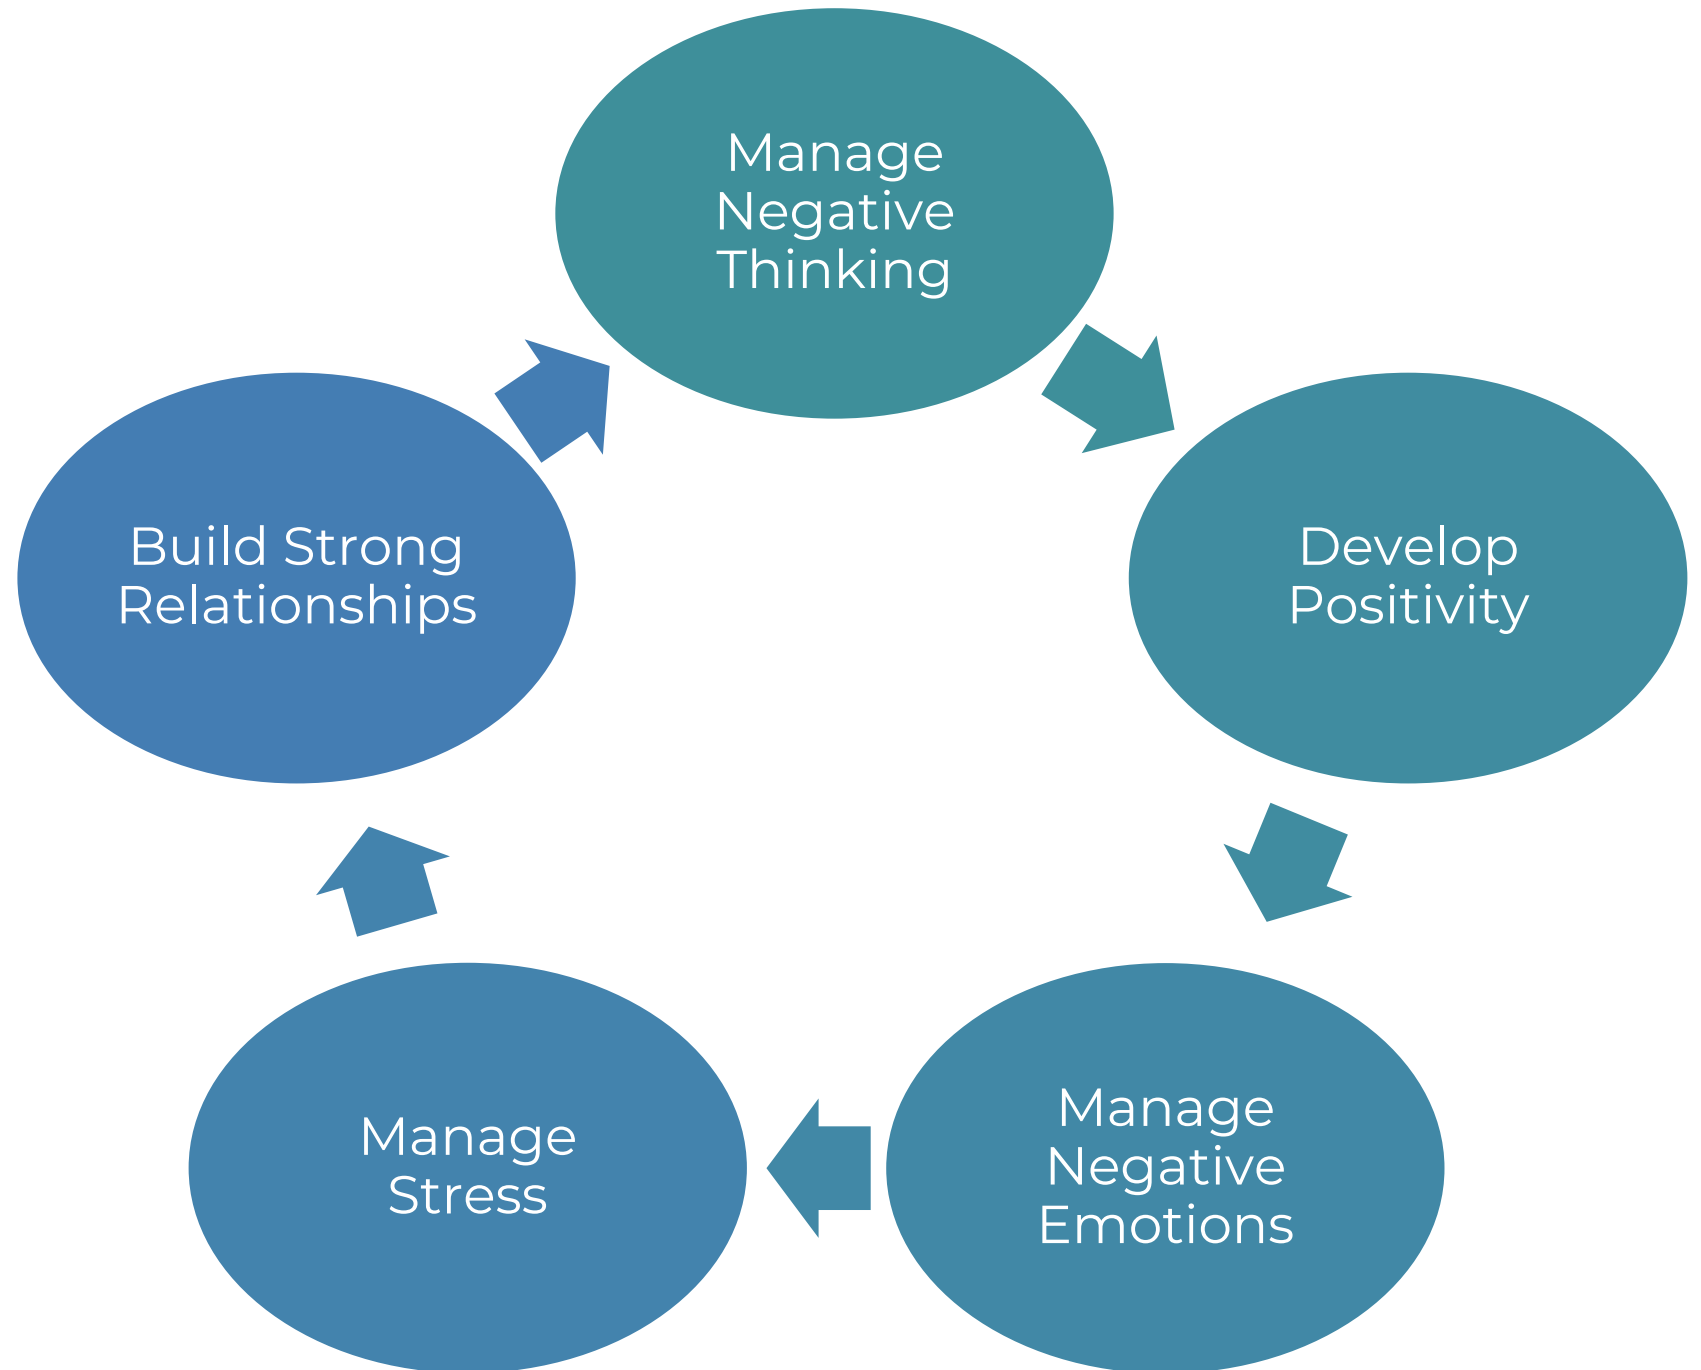 Manage
Negative
Thinking
Develop
Positivity
Manage
Negative
Emotions
Manage
Stress
Build Strong
Relationships